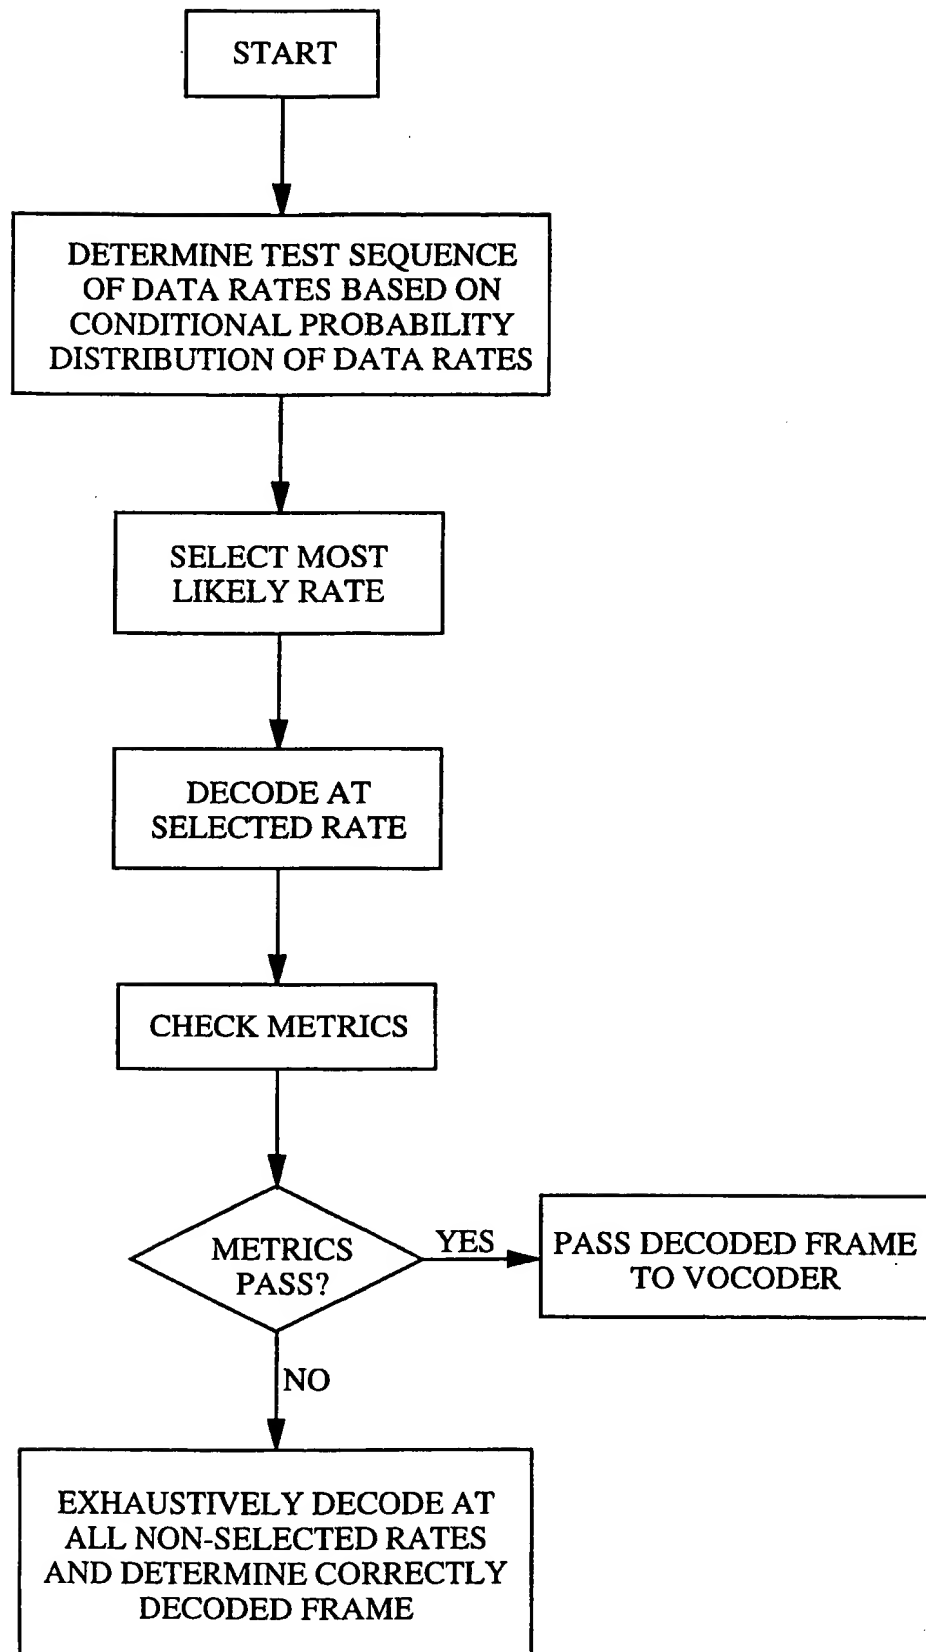 START
DETERMINE TEST SEQUENCE
OF DATA RATES BASED ON
CONDITIONAL PROBABILITY
DISTRIBUTION OF DATA RATES
SELECT MOST
LIKELY RATE
DECODE AT
SELECTED RATE
CHECK METRICS
METRICS
PASS?
YES
PASS DECODED FRAME
TO VOCODER
NO
EXHAUSTIVELY DECODE AT
ALL NON-SELECTED RATES
AND DETERMINE CORRECTLY
DECODED FRAME